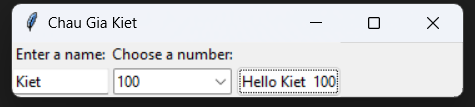 Chau Gia Kiet
Enter a name: Choose a number:
Kiet 100 Hello Kiet 100